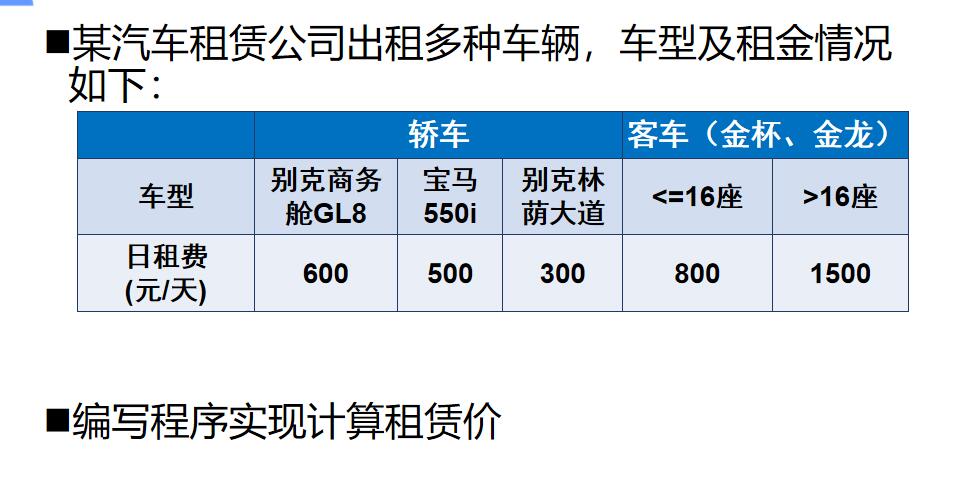 ■某汽车租赁公司出租多种车辆，车型及租金情况
如下：
轿车 客车（金杯、金龙）
车型 别克商务舱GL8 宝马550i 别克林荫大道 <=16座 >16座
日租费(元/天) 600 500 300 800 1500
■编写程序实现计算租赁价